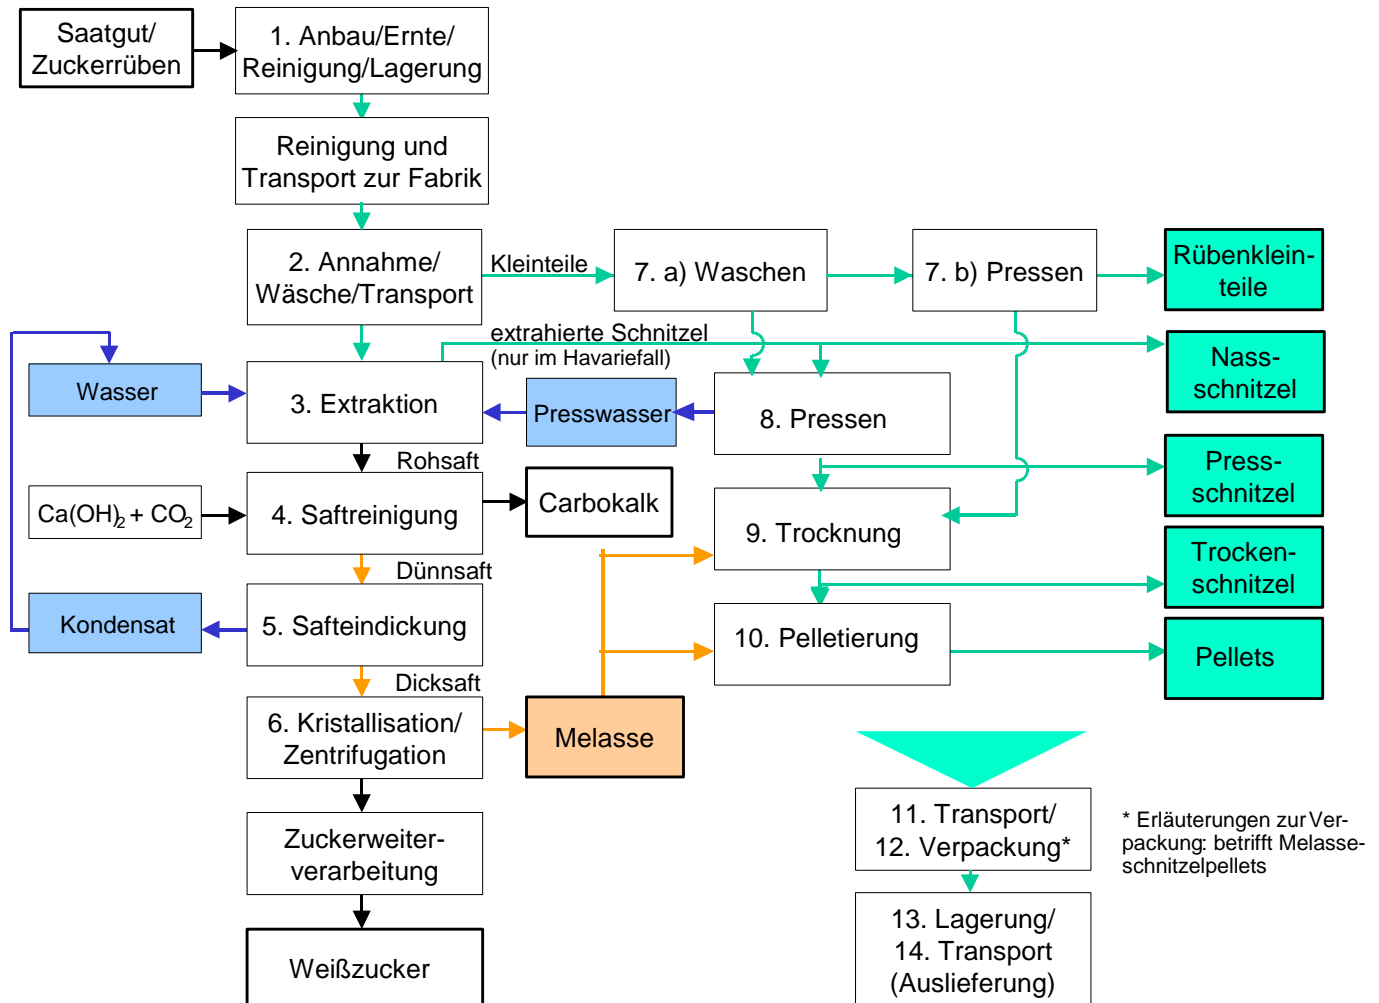 Saatgut/
Zuckerrüben
1. Anbau/Ernte/
Reinigung/Lagerung
Reinigung und
Transport zur Fabrik
2. Annahme/
Wäsche/Transport
Kleinteile
7. a) Waschen
7. b) Pressen
Rübenklein-
teile
extrahierte Schnitzel
(nur im Havariefall)
Nass-
schnitzel
Wasser
3. Extraktion
Presswasser
8. Pressen
Rohsaft
Press-
schnitzel
Ca(OH)2 + CO2
4. Saftreinigung
Carbokalk
9. Trocknung
Dünnsaft
Trocken-
schnitzel
Kondensat
5. Safteindickung
10. Pelletierung
Pellets
Dicksaft
6. Kristallisation/
Zentrifugation
Melasse
Zuckerweiter-
verarbeitung
11. Transport/
12. Verpackung*
* Erläuterungen zur Ver-
packung: betrifft Melasse-
schnitzelpellets
Weißzucker
13. Lagerung/
14. Transport
(Auslieferung)